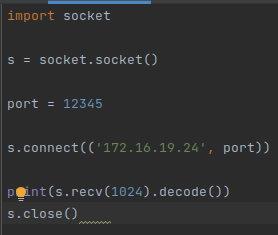 import socket
s = socket.socket()
port = 12345
s.connect(('172.16.19.24', port))
print(s.recv(1024).decode())
s.close()